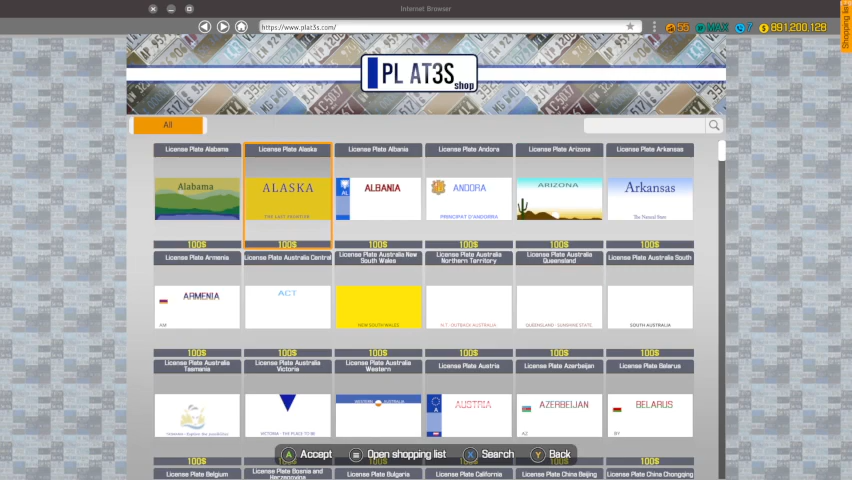 Internet Browser
https://www.plat3s.com/
55 MAX 7 $ 891,200,128
Shopping list
PL AT3S shop
All
License Plate Alabama
License Plate Alaska
License Plate Albania
License Plate Andora
License Plate Arizona
License Plate Arkansas
Alabama
ALASKA
THE LAST FRONTIER
AL
ALBANIA
ANDORA
PRINCIPAT D'ANDORRA
ARIZONA
Arkansas
The Natural State
100$
100$
100$
100$
100$
100$
License Plate Armenia
License Plate Australia Central
License Plate Australia New South Wales
License Plate Australia Northern Territory
License Plate Australia Queensland
License Plate Australia South
ARMENIA
AM
ACT
NEW SOUTH WALES
N.T. OUTBACK AUSTRALIA
QUEENSLAND - SUNSHINE STATE
SOUTH AUSTRALIA
100$
100$
100$
100$
100$
100$
License Plate Australia Tasmania
License Plate Australia Victoria
License Plate Australia Western
License Plate Austria
License Plate Azerbeijan
License Plate Belarus
VICTORIA - THE PLACE TO BE
WESTERN AUSTRALIA
A
AUSTRIA
AZERBEIJAN
AZ
BELARUS
BY
A Accept
Open shopping list
X Search
Y Back
100$
100$
100$
License Plate Belgium
License Plate Bosnia and Herzegovina
License Plate Bulgaria
License Plate California
License Plate China Beijing
License Plate China Chongqing